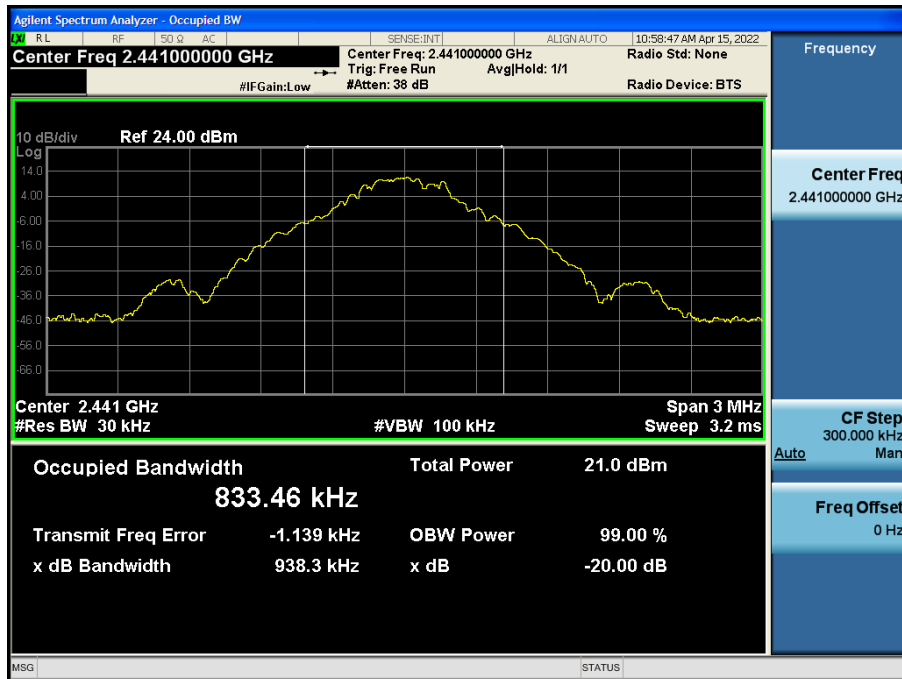 Agilent Spectrum Analyzer - Occupied BW
LXI RL RF 50 Ω AC SENSE:INT ALIGN AUTO 10:58:47 AM Apr 15, 2022
Center Freq 2.441000000 GHz
Center Freq: 2.441000000 GHz
Radio Std: None
Trig: Free Run Avg|Hold: 1/1
#IFGain:Low
#Atten: 38 dB
Radio Device: BTS
10 dB/div Ref 24.00 dBm
Log
14.0
4.00
-6.00
-16.0
-26.0
-36.0
-46.0
-56.0
-66.0
Center 2.441 GHz Span 3 MHz
#Res BW 30 kHz #VBW 100 kHz Sweep 3.2 ms
Occupied Bandwidth Total Power 21.0 dBm
833.46 kHz
Transmit Freq Error -1.139 kHz OBW Power 99.00 %
x dB Bandwidth 938.3 kHz x dB -20.00 dB
MSG STATUS
Frequency
Center Freq
2.441000000 GHz
CF Step
300.000 kHz
Auto Man
Freq Offset
0 Hz